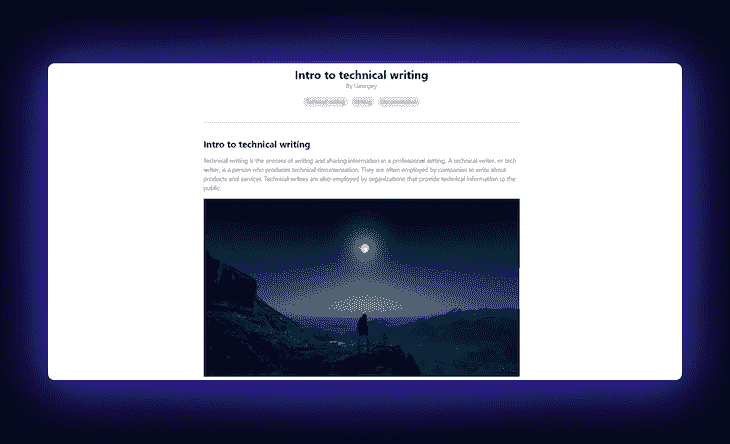 Intro to technical writing
By Georgey
Technical writing Writing Documentation
Intro to technical writing
Technical writing is the process of writing and sharing information in a professional setting. A technical writer, or tech
writer, is a person who produces technical documentation. They are often employed by companies to write about
products and services. Technical writers are also employed by organizations that provide technical information to the
public.